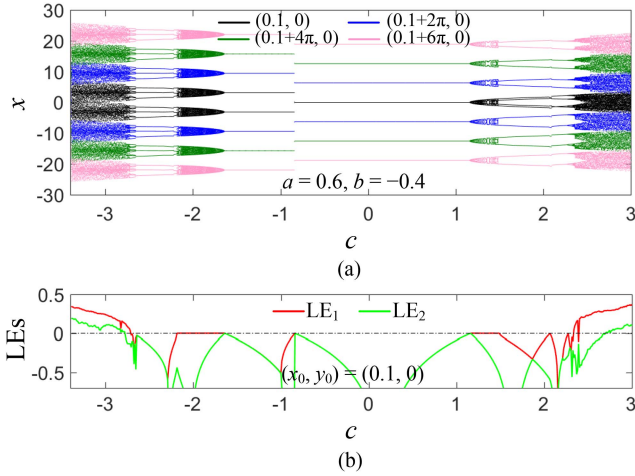 30
20
10
0
-10
-20
-30
x
(0.1, 0)
(0.1+2π, 0)
(0.1+4π, 0)
(0.1+6π, 0)
a = 0.6, b = −0.4
-3
-2
-1
0
1
2
3
c
(a)
0.5
0
-0.5
LEs
LE₁
LE₂
(x₀, y₀) = (0.1, 0)
-3
-2
-1
0
1
2
3
c
(b)